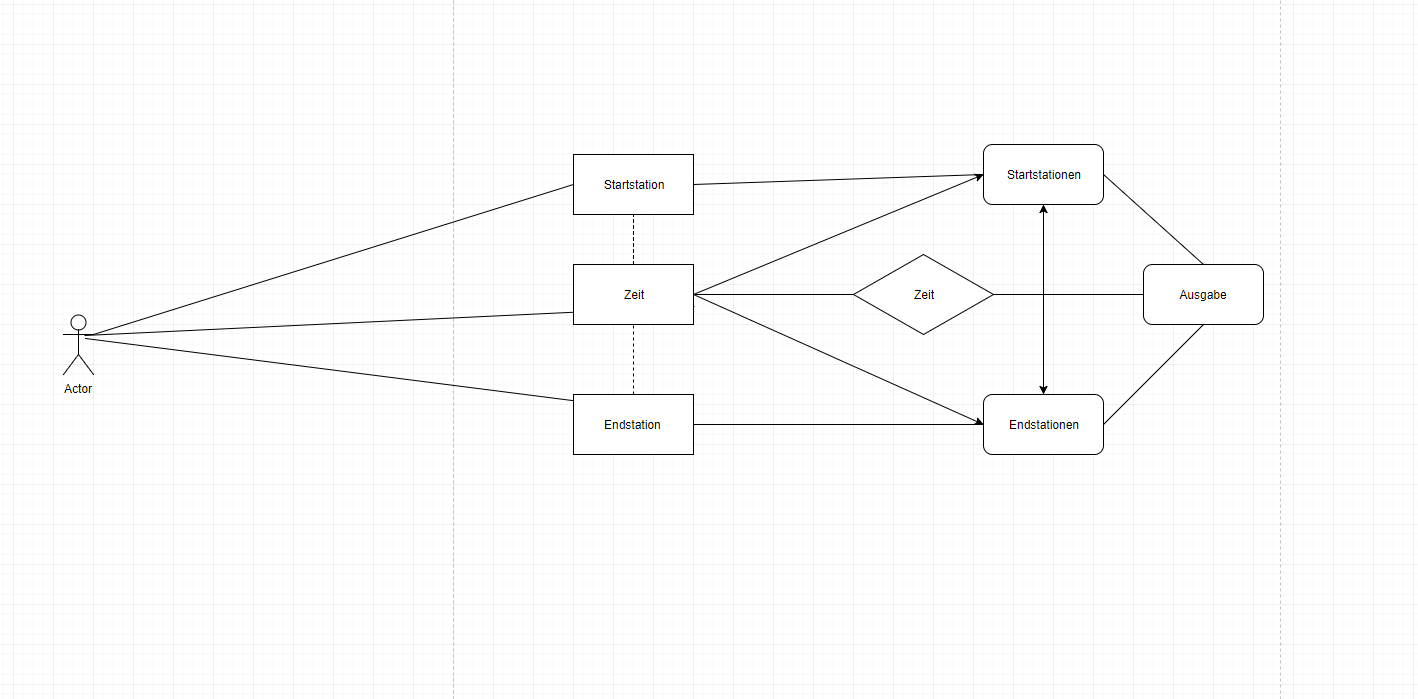 Startstation
Startstationen
Zeit
Zeit
Ausgabe
Actor
Endstation
Endstationen